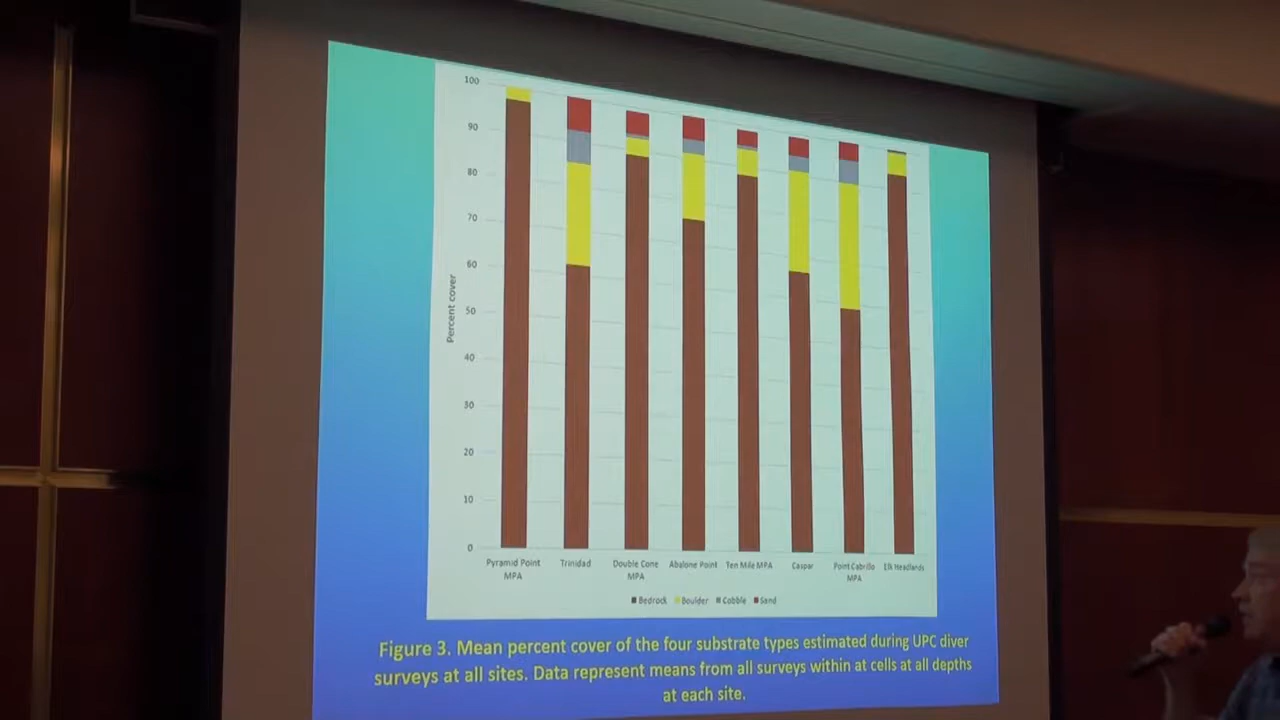 100
90
80
70
60
50
40
30
20
10
0
Percent cover
Pyramid Point MPA
Trinidad
Double Cone MPA
Abalone Point
Ten Mile MPA
Caspar
Point Cabrillo MPA
Elk Headlands
Bedrock Boulder Cobble Sand
Figure 3. Mean percent cover of the four substrate types estimated during UPC diver
surveys at all sites. Data represent means from all surveys within at cells at all depths
at each site.